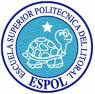 ESCUELA SUPERIOR POLITECNICA DEL LITORAL
ESPOL